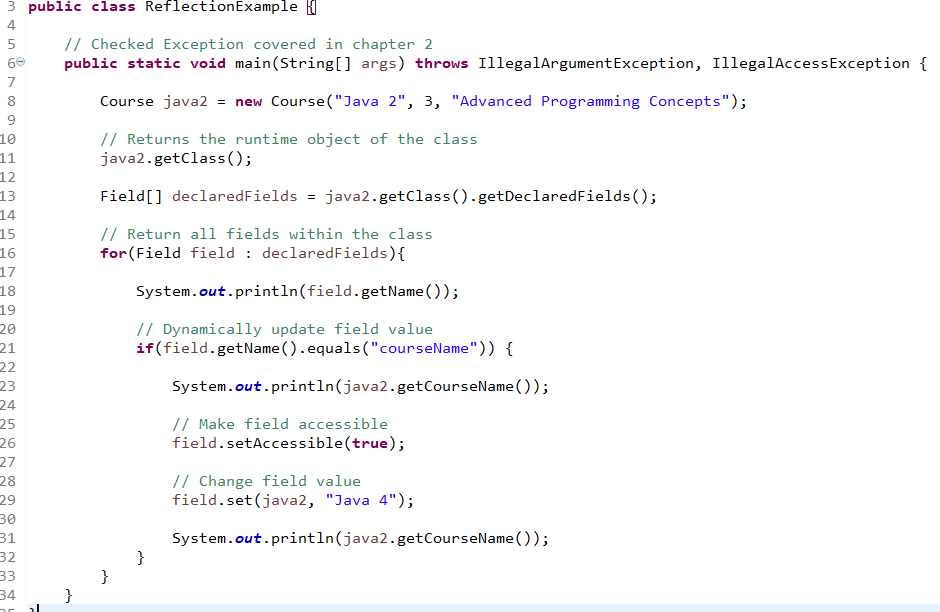 3 public class ReflectionExample {
4
5 // Checked Exception covered in chapter 2
6 public static void main(String[] args) throws IllegalArgumentException, IllegalAccessException {
7
8 Course java2 = new Course("Java 2", 3, "Advanced Programming Concepts");
9
10 // Returns the runtime object of the class
11 java2.getClass();
12
13 Field[] declaredFields = java2.getClass().getDeclaredFields();
14
15 // Return all fields within the class
16 for(Field field : declaredFields){
17
18 System.out.println(field.getName());
19
20 // Dynamically update field value
21 if(field.getName().equals("courseName")) {
22
23 System.out.println(java2.getCourseName());
24
25 // Make field accessible
26 field.setAccessible(true);
27
28 // Change field value
29 field.set(java2, "Java 4");
30
31 System.out.println(java2.getCourseName());
32 }
33 }
34 }